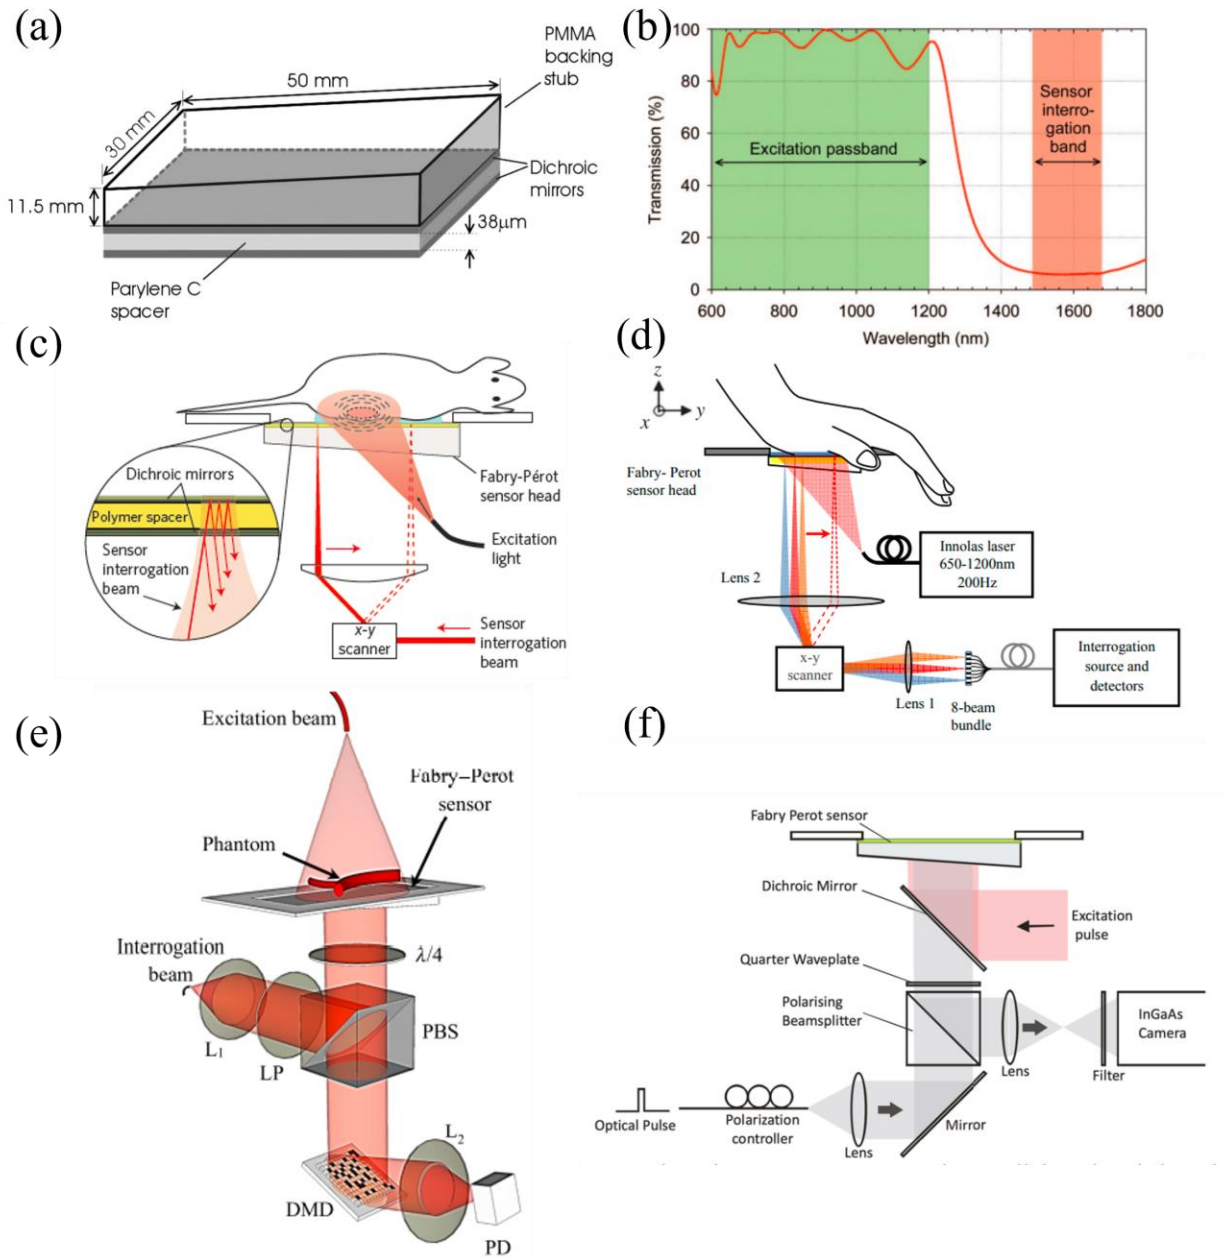 (a)
50 mm
PMMA
backing
stub
30 mm
11.5 mm
Dichroic
mirrors
38μm
Parylene C
spacer
(b)
100
80
60
40
20
0
Transmission (%)
Excitation passband
Sensor
interro-
gation
band
600
800
1000
1200
1400
1600
1800
Wavelength (nm)
(c)
Dichroic mirrors
Polymer spacer
Sensor
interrogation
beam
Fabry-Pérot
sensor head
Excitation
light
x-y
scanner
Sensor
interrogation
beam
(d)
z
y
x
Fabry- Perot
sensor head
Lens 2
Innolas laser
650-1200nm
200Hz
x-y
scanner
Lens 1
8-beam
bundle
Interrogation
source and
detectors
(e)
Excitation beam
Fabry–Perot
sensor
Phantom
Interrogation
beam
λ/4
L1
LP
PBS
L2
DMD
PD
(f)
Fabry Perot sensor
Dichroic Mirror
Excitation
pulse
Quarter Waveplate
Polarising
Beamsplitter
InGaAs
Camera
Lens
Filter
Optical Pulse
Polarization
controller
Lens
Mirror